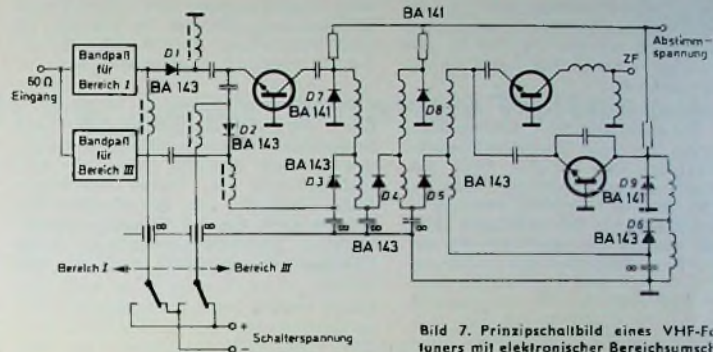 BA 141
Abstimm-
spannung
50 Ω
Eingang
Bandpaß
für
Bereich I
D1
BA 143
ZF
D7
BA 141
D8
Bandpaß
für
Bereich III
D2
BA 143
BA 143
D3
D4
D5
BA 143
D9
BA 141
D6
BA 143
∞
∞
∞
∞
∞
∞
BA 143
Bereich I
Bereich III
+
-
Schalterspannung
Bild 7. Prinzipschaltbild eines VHF-Fe
tuners mit elektronischer Bereichsumsch